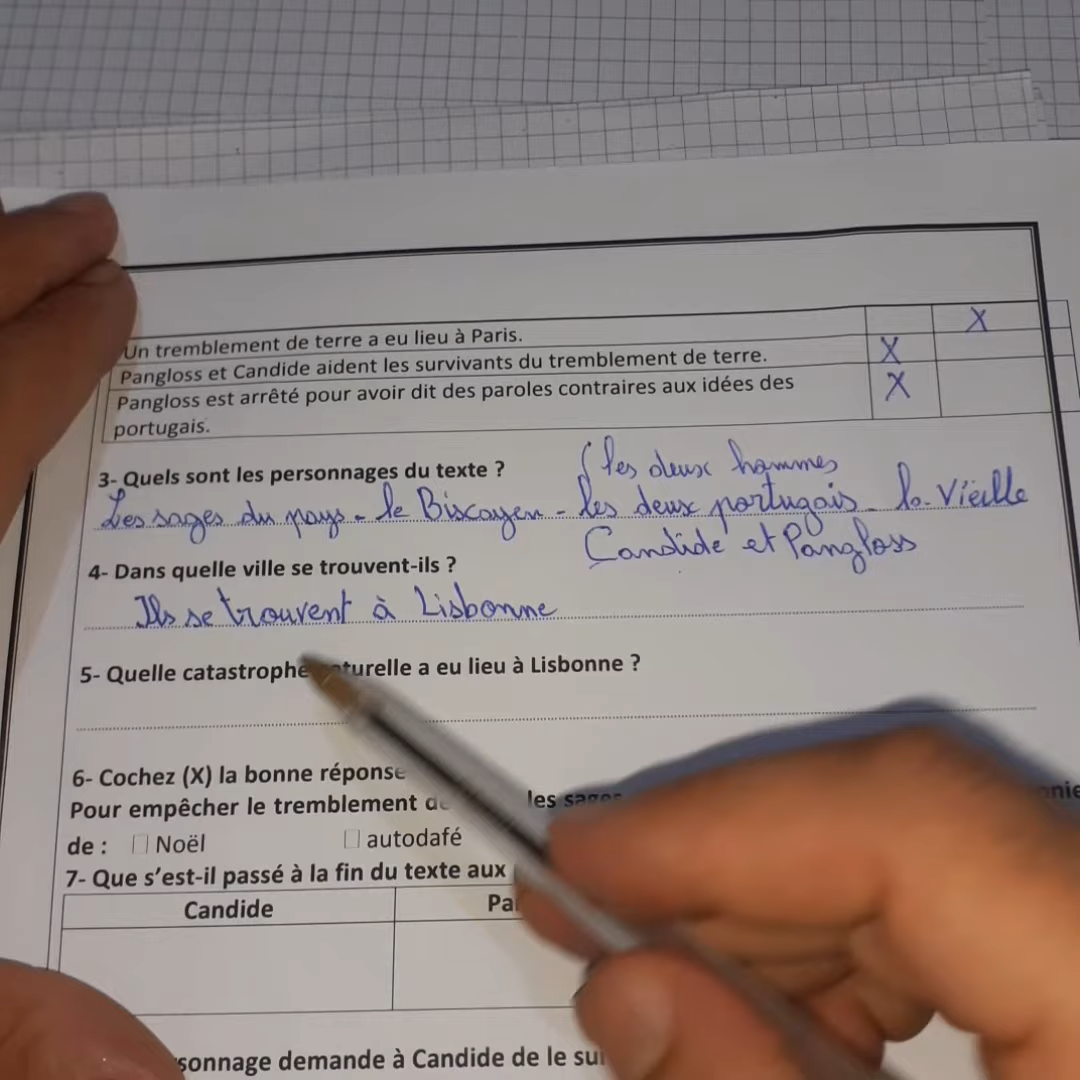 Un tremblement de terre a eu lieu à Paris. X
Pangloss et Candide aident les survivants du tremblement de terre. X
Pangloss est arrêté pour avoir dit des paroles contraires aux idées des X
portugais.
3- Quels sont les personnages du texte ? (les deux hommes
Les sages du pays - le Biscayen - les deux portugais - la Vieille
Candide et Pangloss
4- Dans quelle ville se trouvent-ils ?
Ils se trouvent à Lisbonne
5- Quelle catastrophe naturelle a eu lieu à Lisbonne ?
6- Cochez (X) la bonne réponse
Pour empêcher le tremblement de les sages
de : □ Noël □ autodafé
7- Que s'est-il passé à la fin du texte aux
Candide
demande à Candide de le